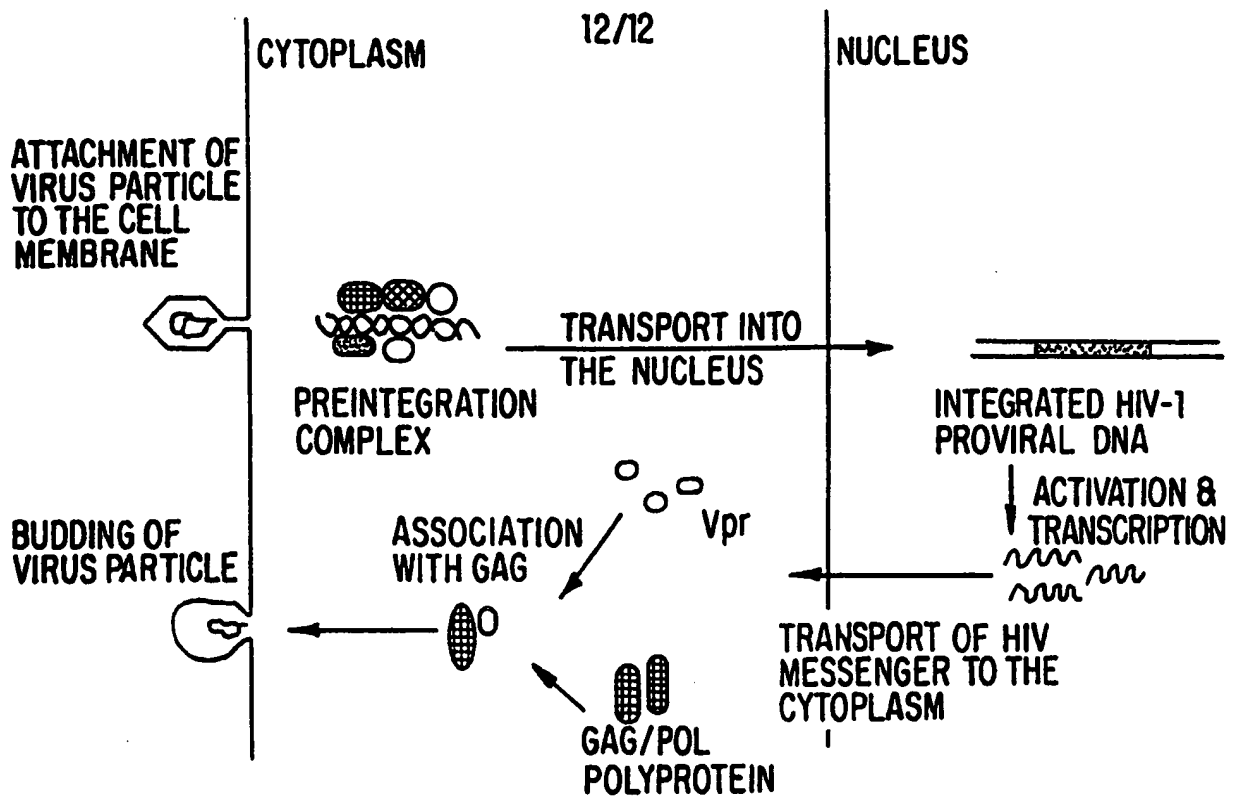 12/12
CYTOPLASM
NUCLEUS
ATTACHMENT OF
VIRUS PARTICLE
TO THE CELL
MEMBRANE
TRANSPORT INTO
THE NUCLEUS
PREINTEGRATION
COMPLEX
INTEGRATED HIV-1
PROVIRAL DNA
ACTIVATION &
TRANSCRIPTION
Vpr
ASSOCIATION
WITH GAG
BUDDING OF
VIRUS PARTICLE
TRANSPORT OF HIV
MESSENGER TO THE
CYTOPLASM
GAG/POL
POLYPROTEIN